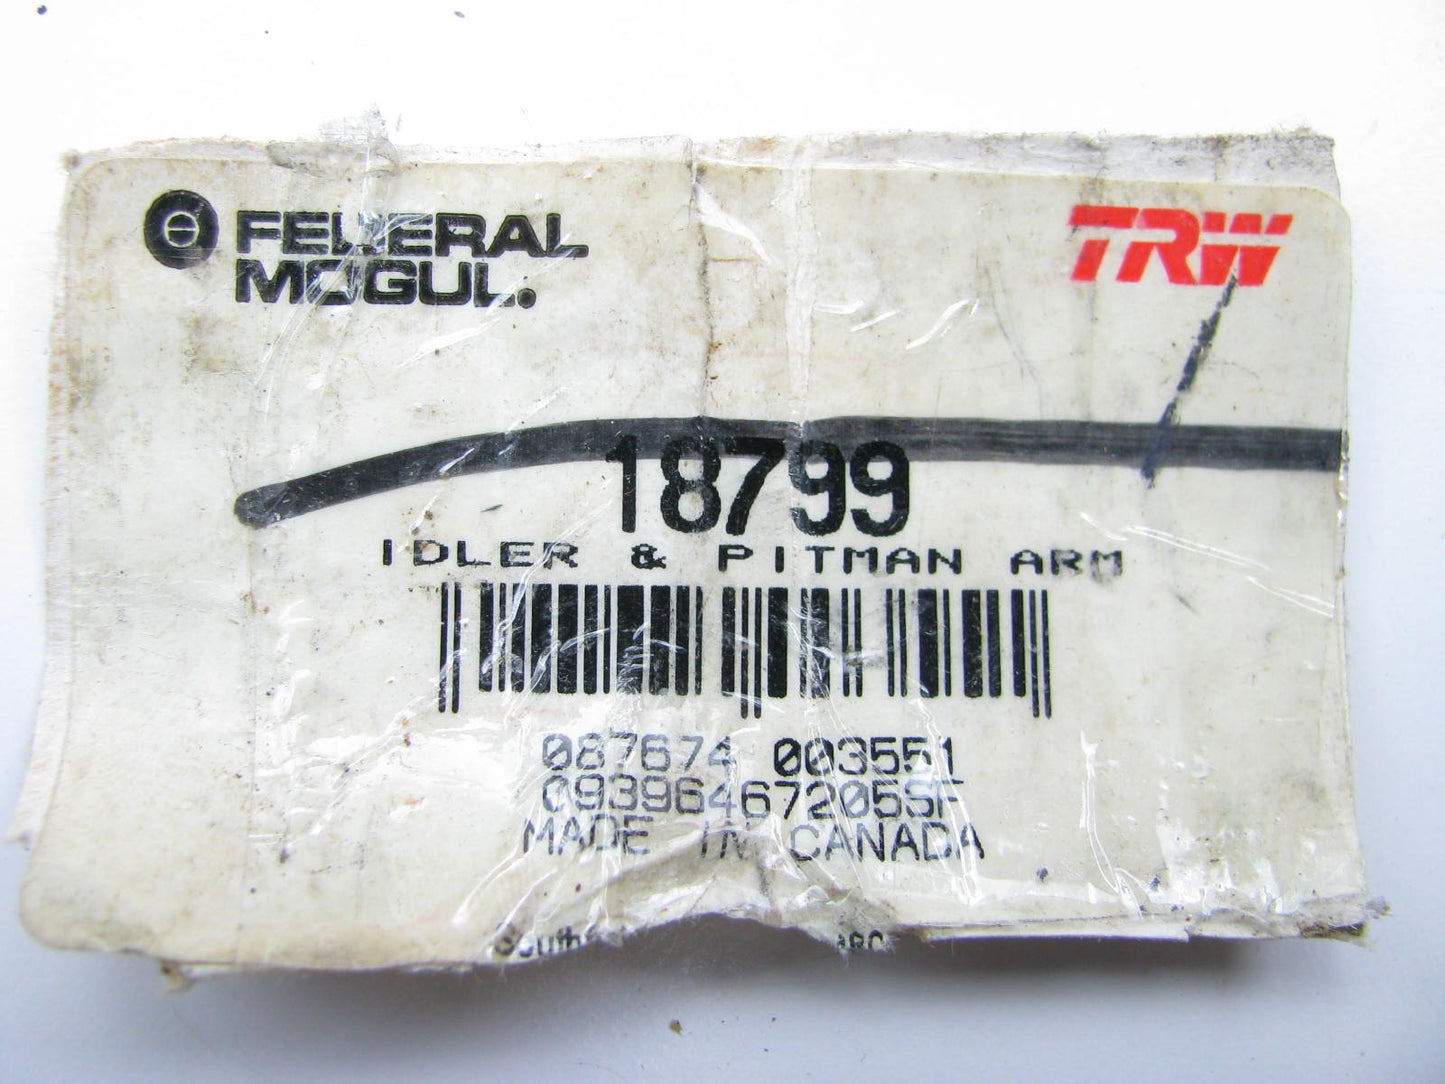 FEDERAL
MOGUL.
TRW
18799
IDLER & PITMAN ARM
087674 003551
09396467205SF
MADE IN CANADA